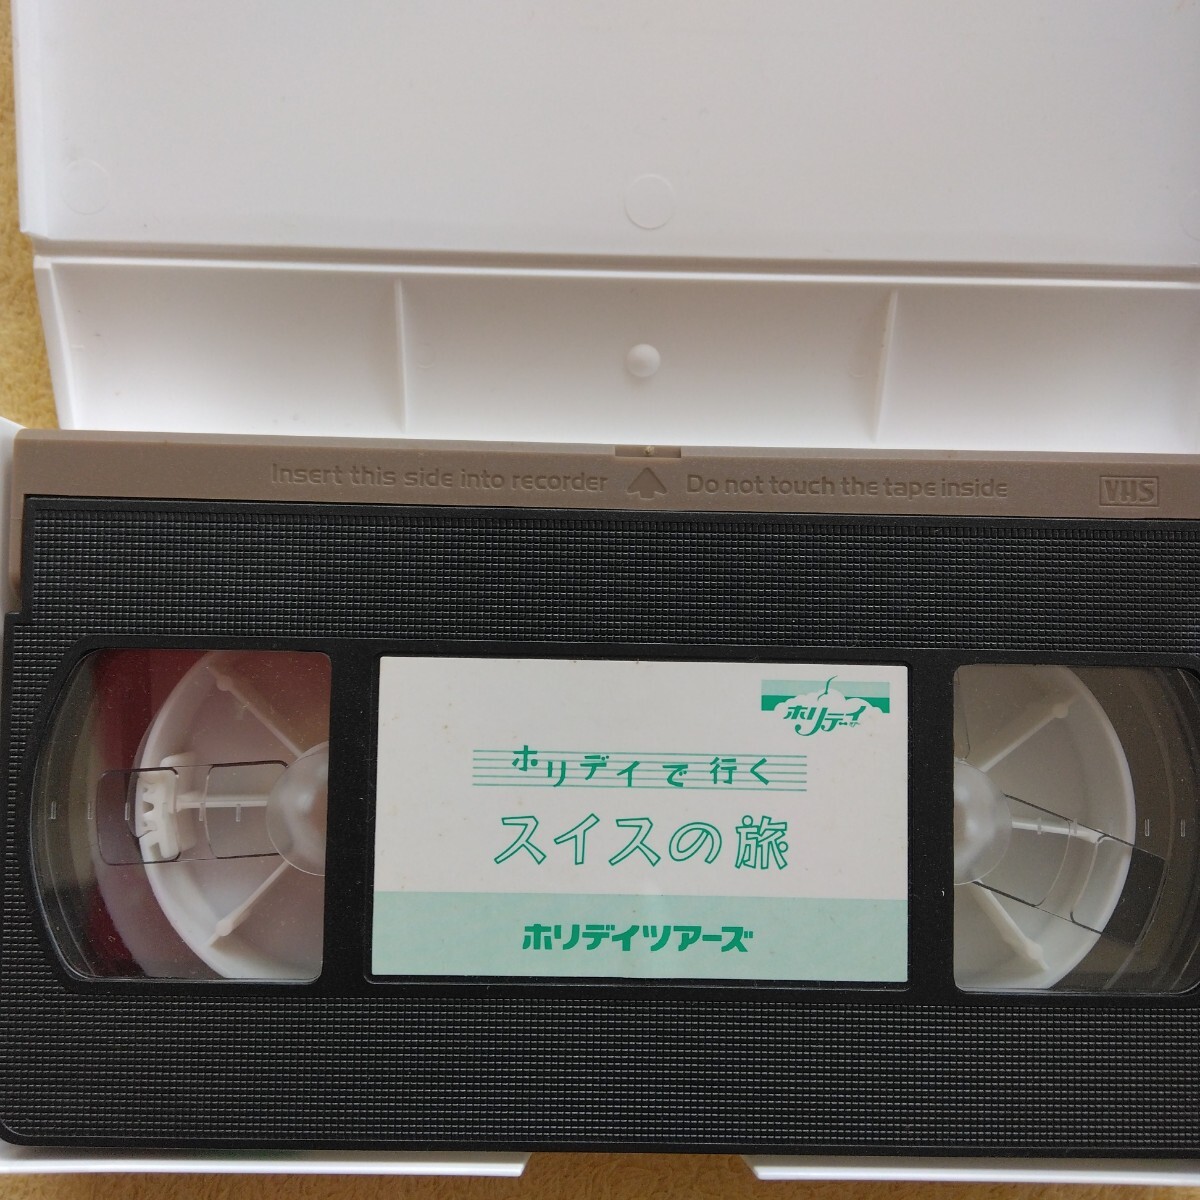 Insert this side into recorder Do not touch the tape inside VHS
ホリデイ
ホリデイで行く
スイスの旅
ホリデイツアーズ